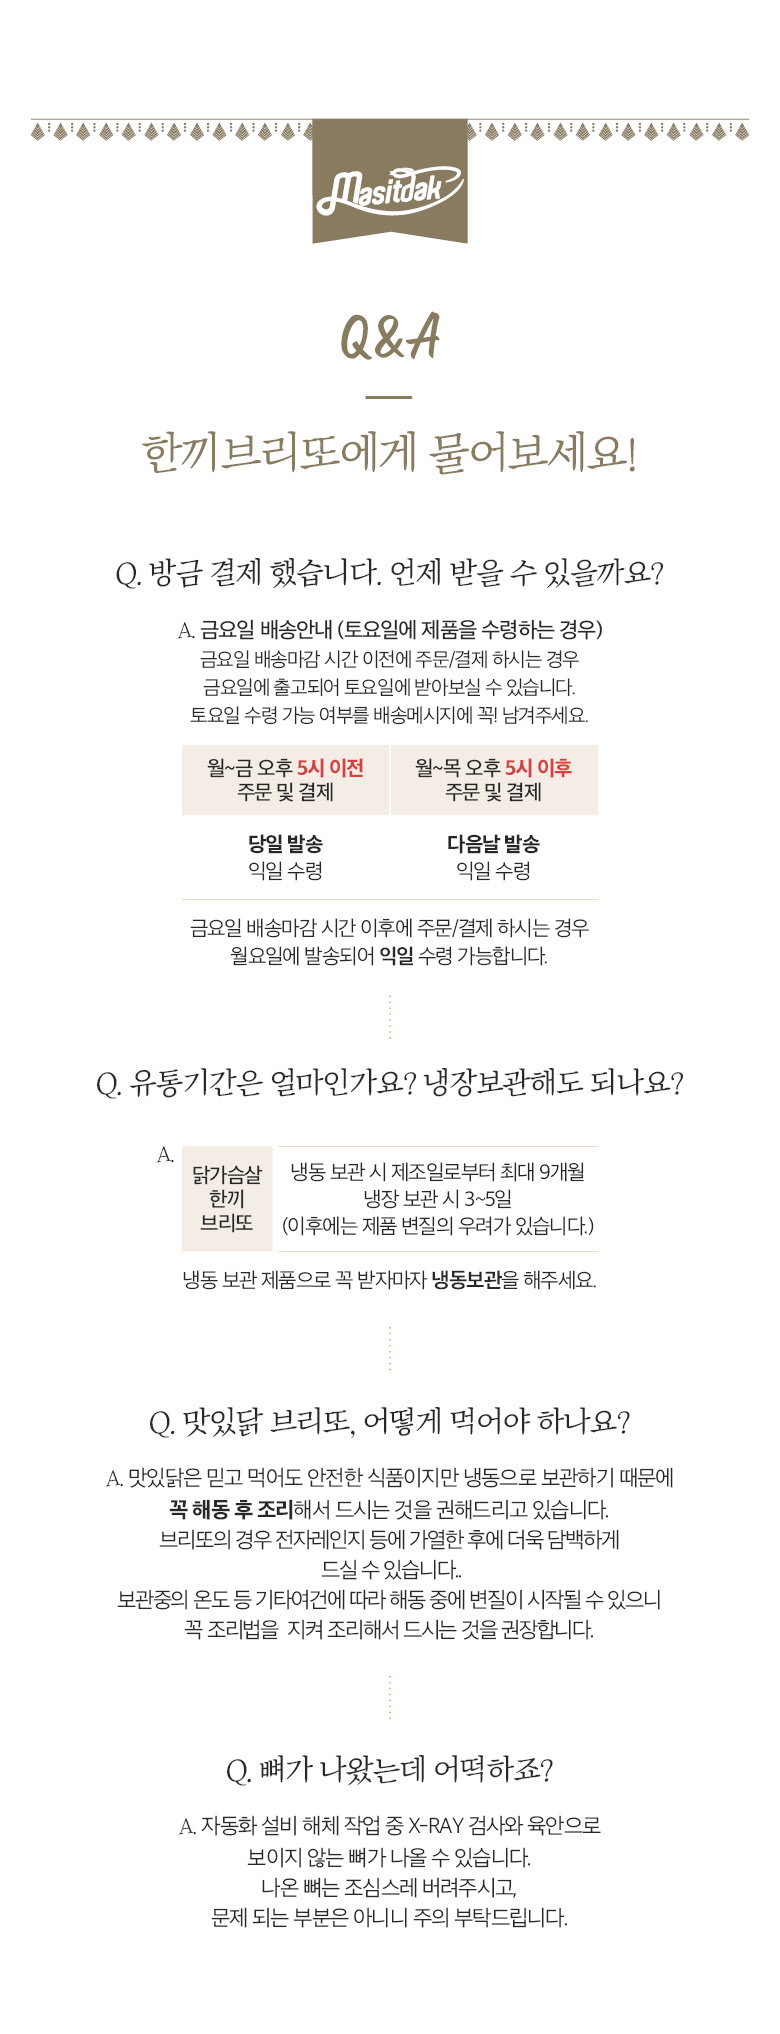 Masitdak
Q&A
한끼브리또에게 물어보세요!
Q. 방금 결제 했습니다. 언제 받을 수 있을까요?
A. 금요일 배송안내 (토요일에 제품을 수령하는 경우)
금요일 배송마감 시간 이전에 주문/결제 하시는 경우
금요일에 출고되어 토요일에 받아보실 수 있습니다.
토요일 수령 가능 여부를 배송메시지에 꼭! 남겨주세요.
월~금 오후 5시 이전
주문 및 결제
월~목 오후 5시 이후
주문 및 결제
당일 발송
익일 수령
다음날 발송
익일 수령
금요일 배송마감 시간 이후에 주문/결제 하시는 경우
월요일에 발송되어 익일 수령 가능합니다.
Q. 유통기간은 얼마인가요? 냉장보관해도 되나요?
A.
닭가슴살
한끼
브리또
냉동 보관 시 제조일로부터 최대 9개월
냉장 보관 시 3~5일
(이후에는 제품 변질의 우려가 있습니다.)
냉동 보관 제품으로 꼭 받자마자 냉동보관을 해주세요.
Q. 맛있닭 브리또, 어떻게 먹어야 하나요?
A. 맛있닭은 믿고 먹어도 안전한 식품이지만 냉동으로 보관하기 때문에
꼭 해동 후 조리해서 드시는 것을 권해드리고 있습니다.
브리또의 경우 전자레인지 등에 가열한 후에 더욱 담백하게
드실 수 있습니다..
보관중의 온도 등 기타여건에 따라 해동 중에 변질이 시작될 수 있으니
꼭 조리법을  지켜 조리해서 드시는 것을 권장합니다.
Q. 뼈가 나왔는데 어떡하죠?
A. 자동화 설비 해체 작업 중 X-RAY 검사와 육안으로
보이지 않는 뼈가 나올 수 있습니다.
나온 뼈는 조심스레 버려주시고,
문제 되는 부분은 아니니 주의 부탁드립니다.